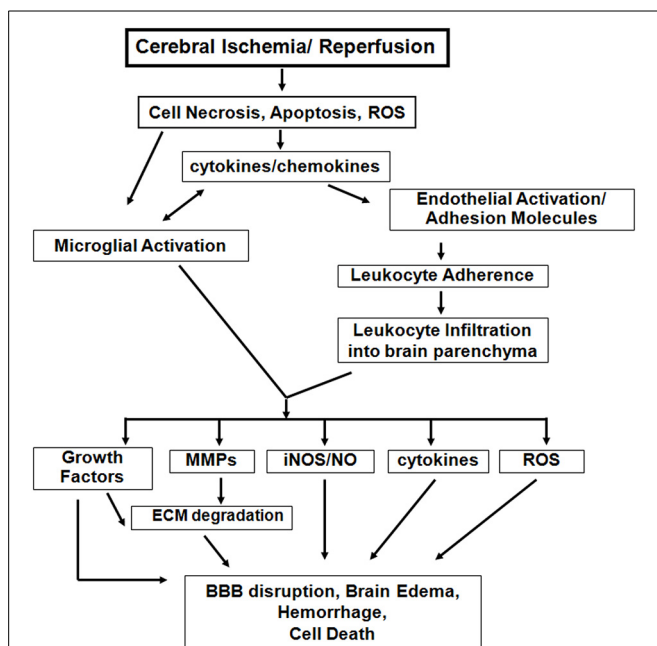 Cerebral Ischemia/ Reperfusion
Cell Necrosis, Apoptosis, ROS
cytokines/chemokines
Endothelial Activation/
Adhesion Molecules
Microglial Activation
Leukocyte Adherence
Leukocyte Infiltration
into brain parenchyma
Growth
Factors
MMPs
iNOS/NO
cytokines
ROS
ECM degradation
BBB disruption, Brain Edema,
Hemorrhage,
Cell Death